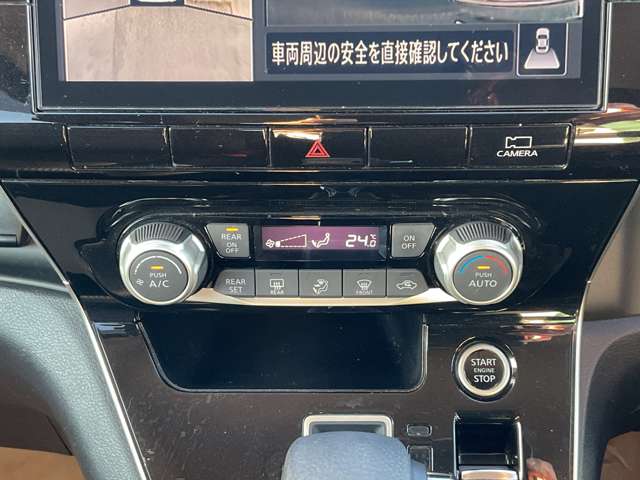 車両周辺の安全を直接確認してください
CAMERA
REAR
ON
OFF
24.0℃
ON
OFF
PUSH
A/C
PUSH
AUTO
REAR
SET
REAR
FRONT
START
ENGINE
STOP